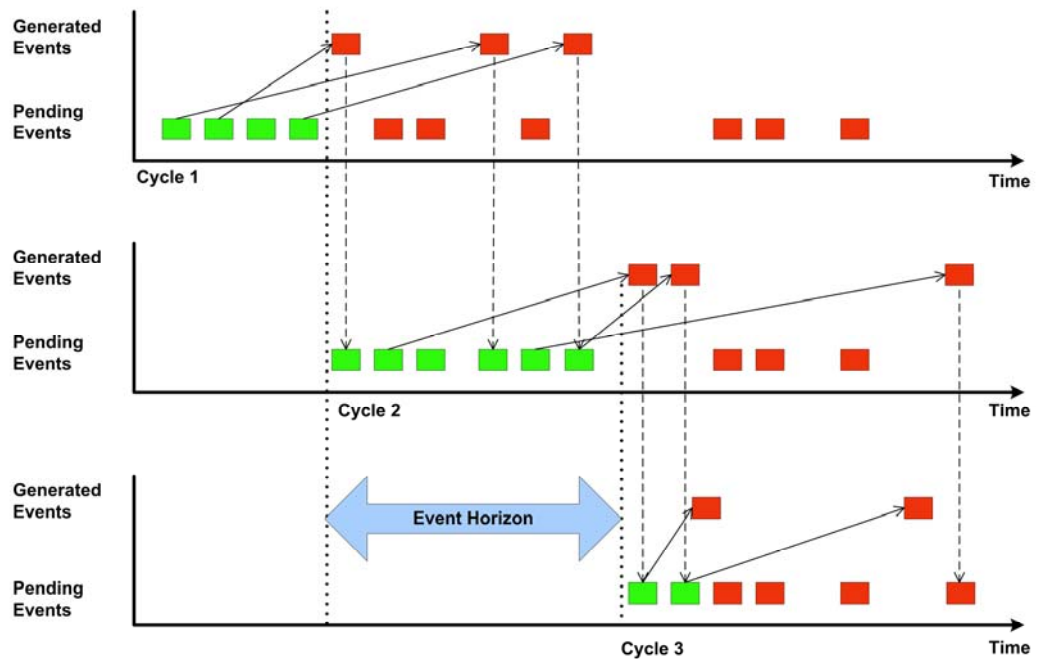 Generated
Events
Pending
Events
Cycle 1
Time
Generated
Events
Pending
Events
Cycle 2
Time
Generated
Events
Event Horizon
Pending
Events
Cycle 3
Time